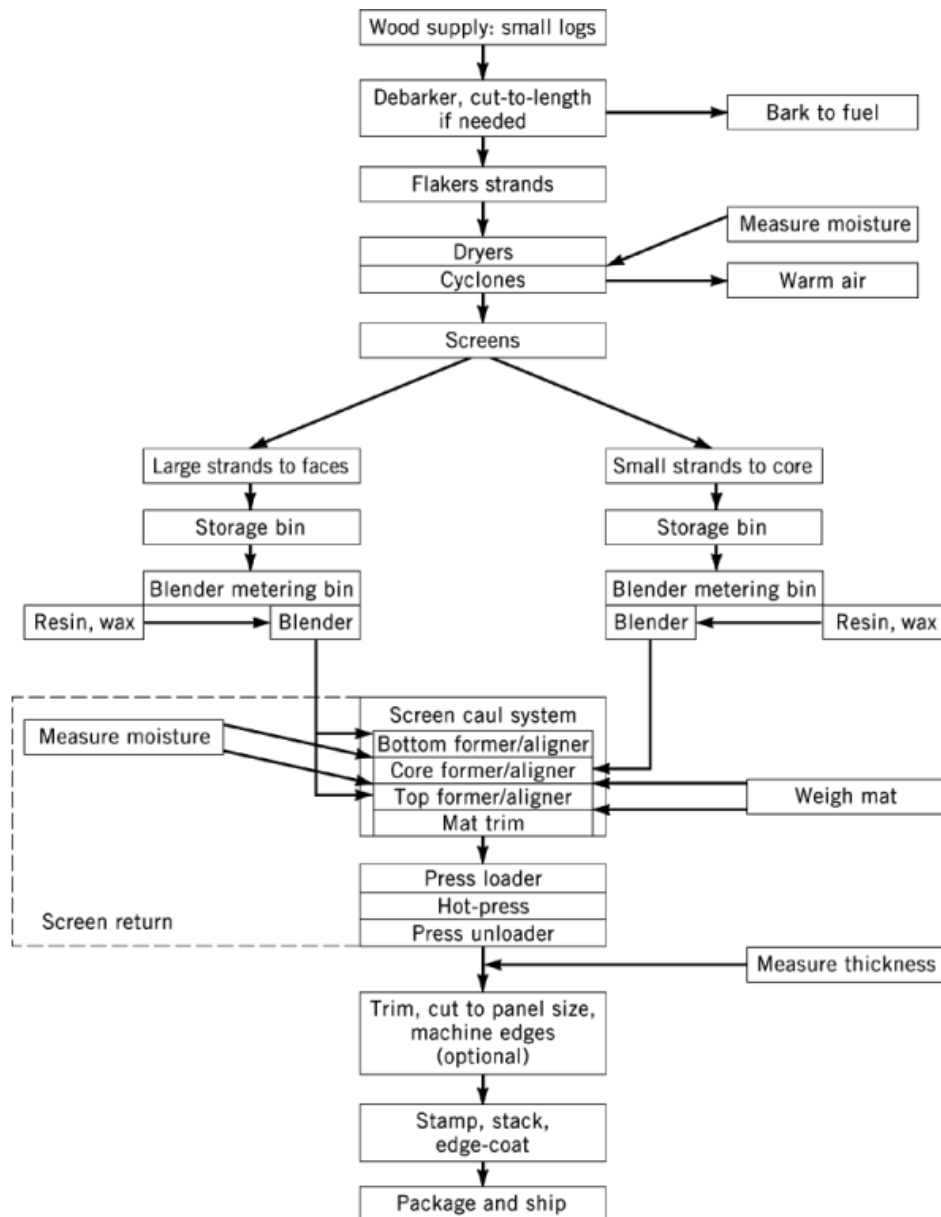 Wood supply: small logs
Debarker, cut-to-length
if needed
Bark to fuel
Flakers strands
Measure moisture
Dryers
Cyclones
Warm air
Screens
Large strands to faces
Small strands to core
Storage bin
Storage bin
Blender metering bin
Blender metering bin
Resin, wax
Blender
Blender
Resin, wax
Screen caul system
Measure moisture
Bottom former/aligner
Core former/aligner
Top former/aligner
Weigh mat
Mat trim
Press loader
Hot-press
Screen return
Press unloader
Measure thickness
Trim, cut to panel size,
machine edges
(optional)
Stamp, stack,
edge-coat
Package and ship